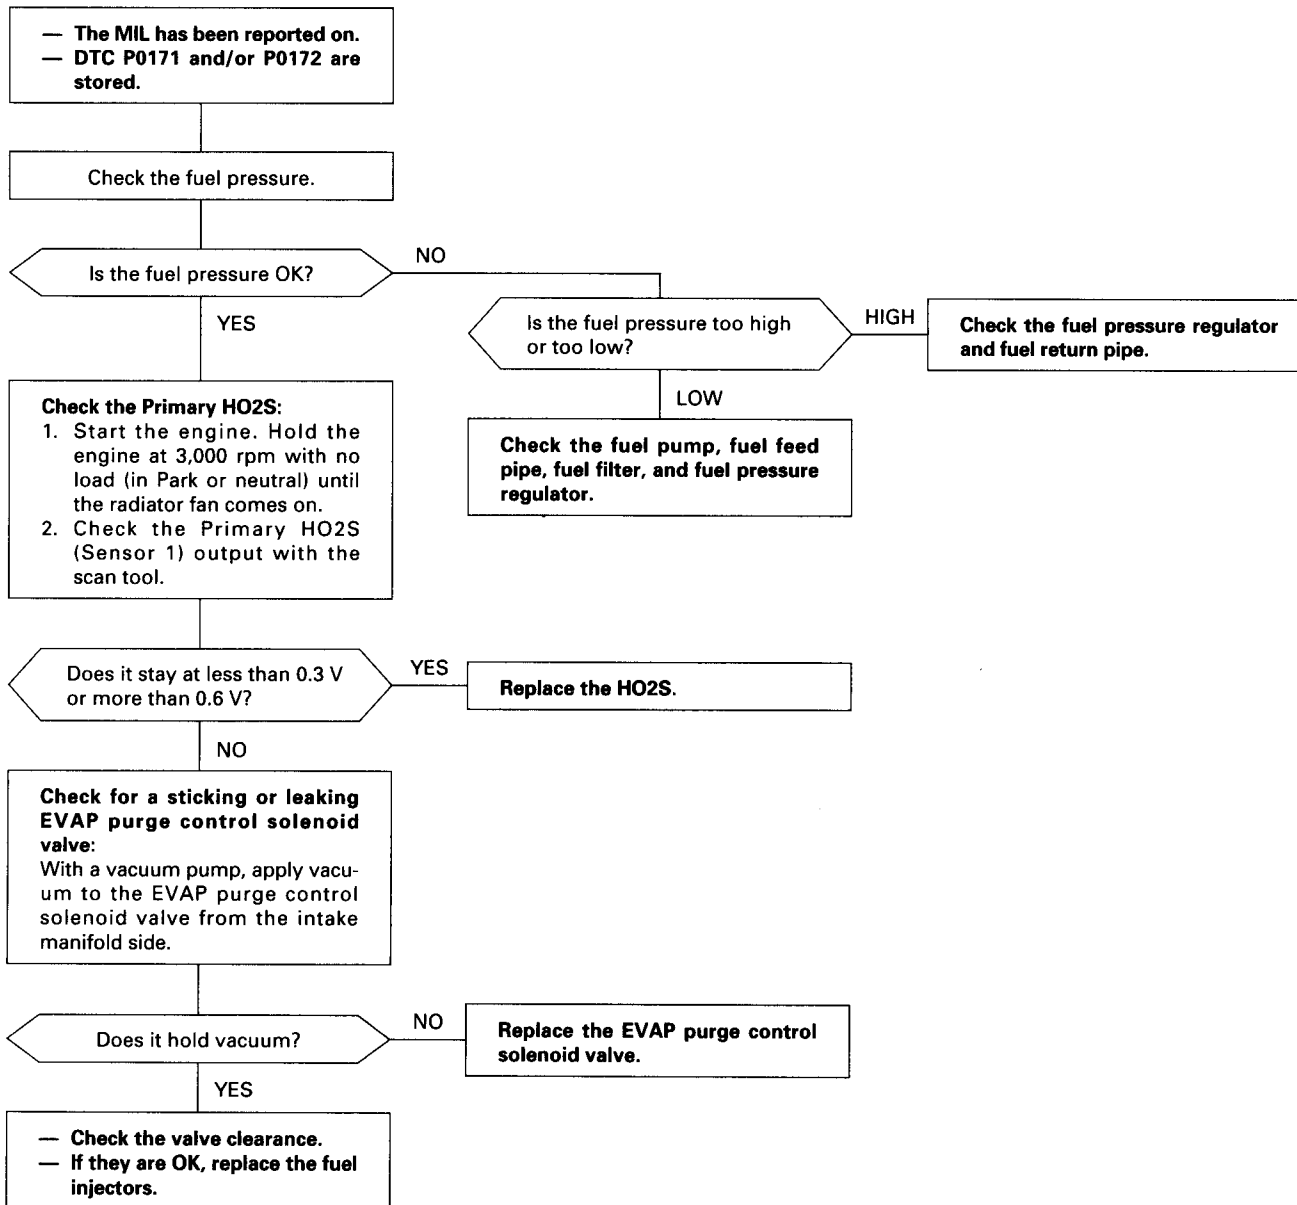 — The MIL has been reported on.
— DTC P0171 and/or P0172 are
stored.
Check the fuel pressure.
Is the fuel pressure OK?
NO
YES
Is the fuel pressure too high
or too low?
HIGH
Check the fuel pressure regulator
and fuel return pipe.
LOW
Check the fuel pump, fuel feed
pipe, fuel filter, and fuel pressure
regulator.
Check the Primary HO2S:
1. Start the engine. Hold the
engine at 3,000 rpm with no
load (in Park or neutral) until
the radiator fan comes on.
2. Check the Primary HO2S
(Sensor 1) output with the
scan tool.
Does it stay at less than 0.3 V
or more than 0.6 V?
YES
Replace the HO2S.
NO
Check for a sticking or leaking
EVAP purge control solenoid
valve:
With a vacuum pump, apply vacu-
um to the EVAP purge control
solenoid valve from the intake
manifold side.
Does it hold vacuum?
NO
Replace the EVAP purge control
solenoid valve.
YES
— Check the valve clearance.
— If they are OK, replace the fuel
injectors.